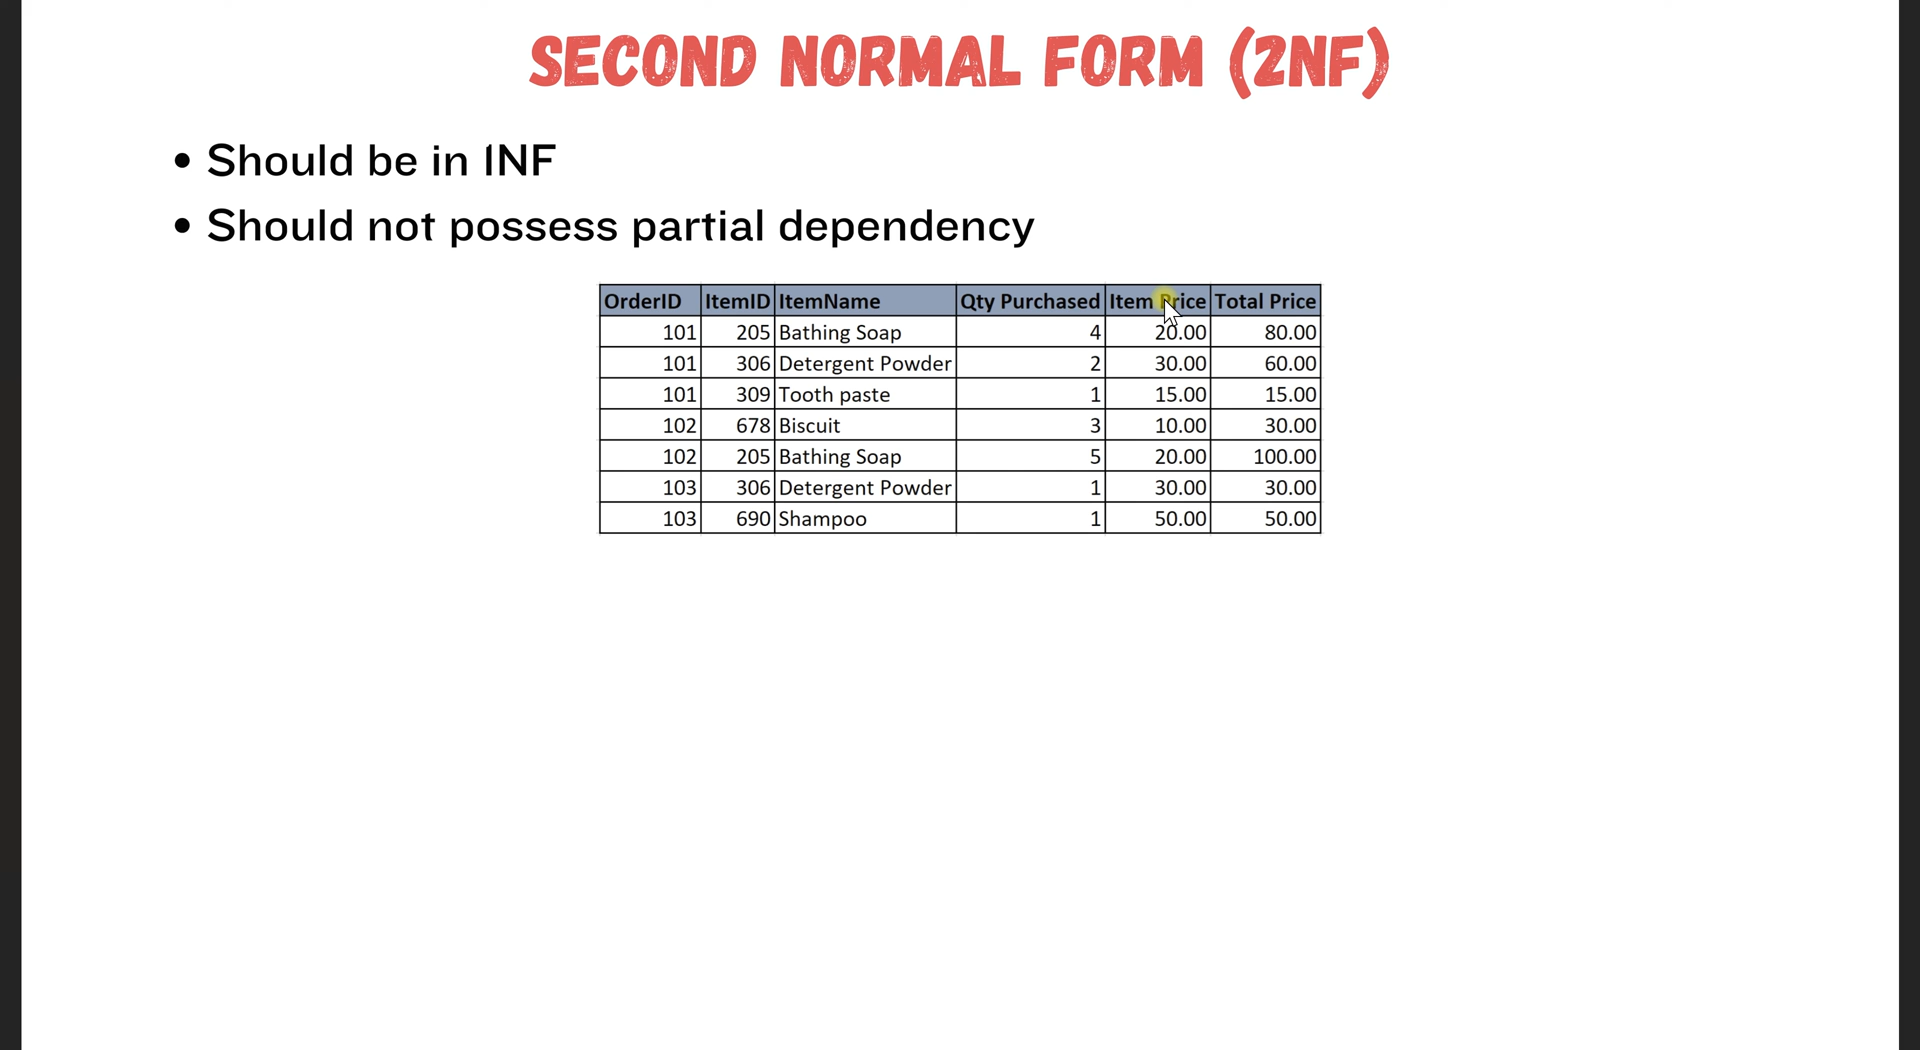 SECOND NORMAL FORM (2NF)
• Should be in 1NF
• Should not possess partial dependency
OrderID ItemID ItemName Qty Purchased Item Price Total Price
101 205 Bathing Soap 4 20.00 80.00
101 306 Detergent Powder 2 30.00 60.00
101 309 Tooth paste 1 15.00 15.00
102 678 Biscuit 3 10.00 30.00
102 205 Bathing Soap 5 20.00 100.00
103 306 Detergent Powder 1 30.00 30.00
103 690 Shampoo 1 50.00 50.00